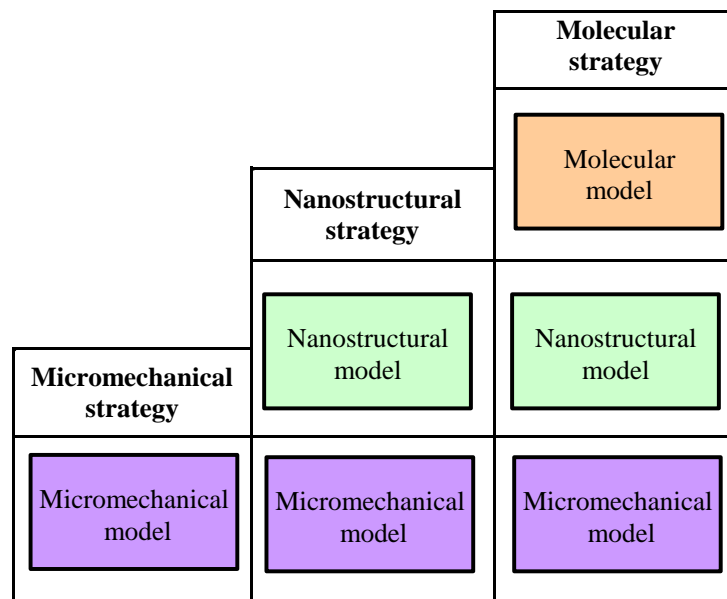 Molecular
strategy
Molecular
model
Nanostructural
strategy
Nanostructural
model
Nanostructural
model
Micromechanical
strategy
Micromechanical
model
Micromechanical
model
Micromechanical
model